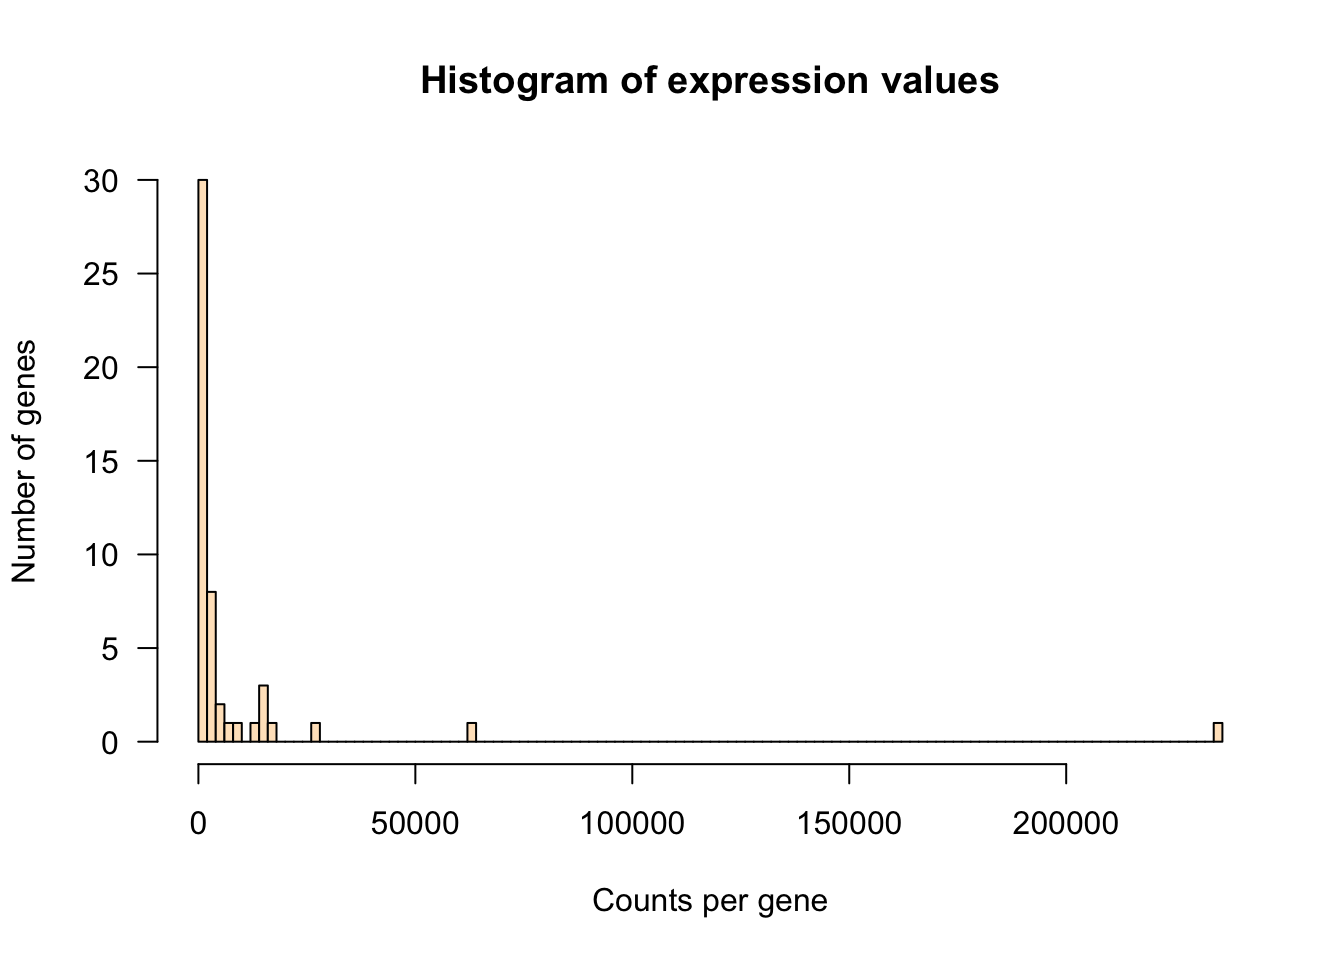 Histogram of expression values
30
25
20
15
10
5
0
Number of genes
0 50000 100000 150000 200000
Counts per gene